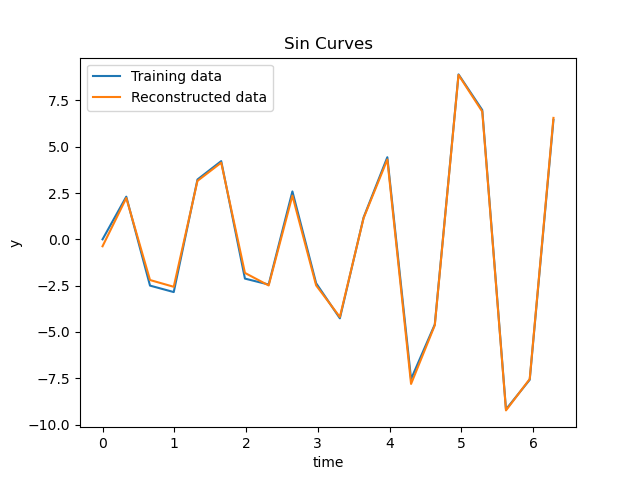 Sin Curves
Training data
Reconstructed data
7.5
5.0
2.5
0.0
−2.5
−5.0
−7.5
−10.0
y
0 1 2 3 4 5 6
time